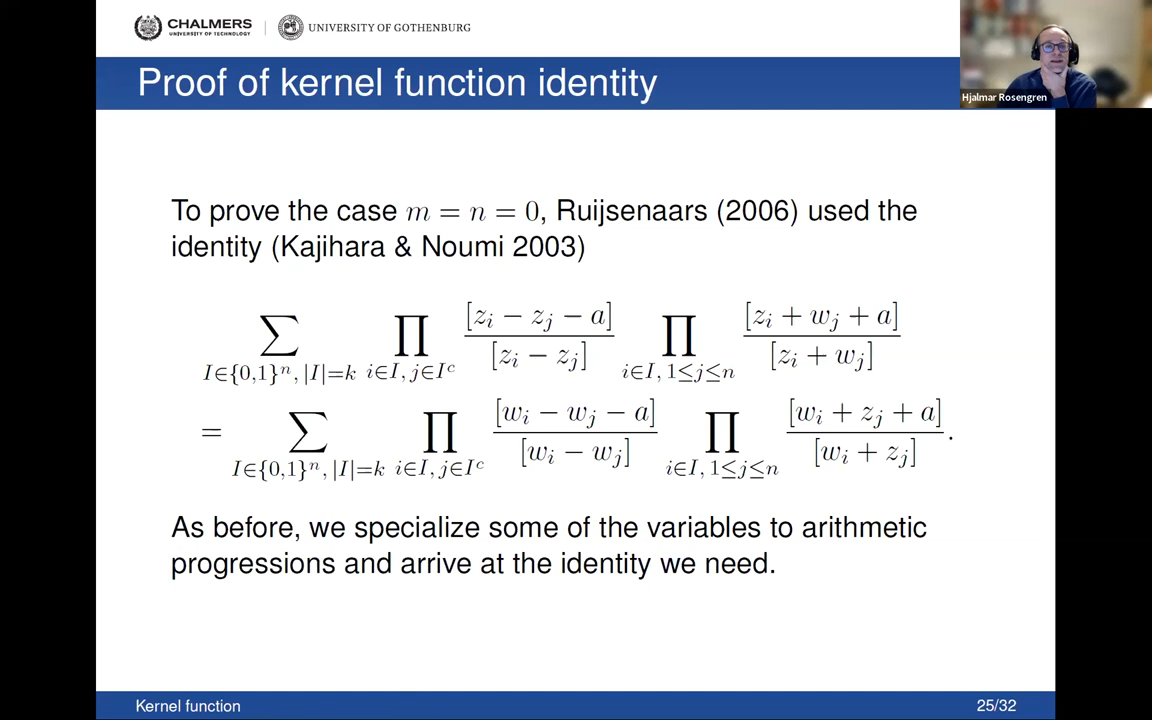 CHALMERS
UNIVERSITY OF TECHNOLOGY
UNIVERSITY OF GOTHENBURG
Proof of kernel function identity
Hjalmar Rosengren
To prove the case m = n = 0, Ruijsenaars (2006) used the
identity (Kajihara & Noumi 2003)
∑_{I∈{0,1}^n, |I|=k} ∏_{i∈I, j∈I^c} [z_i − z_j − a] / [z_i − z_j] ∏_{i∈I, 1≤j≤n} [z_i + w_j + a] / [z_i + w_j]
= ∑_{I∈{0,1}^n, |I|=k} ∏_{i∈I, j∈I^c} [w_i − w_j − a] / [w_i − w_j] ∏_{i∈I, 1≤j≤n} [w_i + z_j + a] / [w_i + z_j].
As before, we specialize some of the variables to arithmetic
progressions and arrive at the identity we need.
Kernel function
25/32